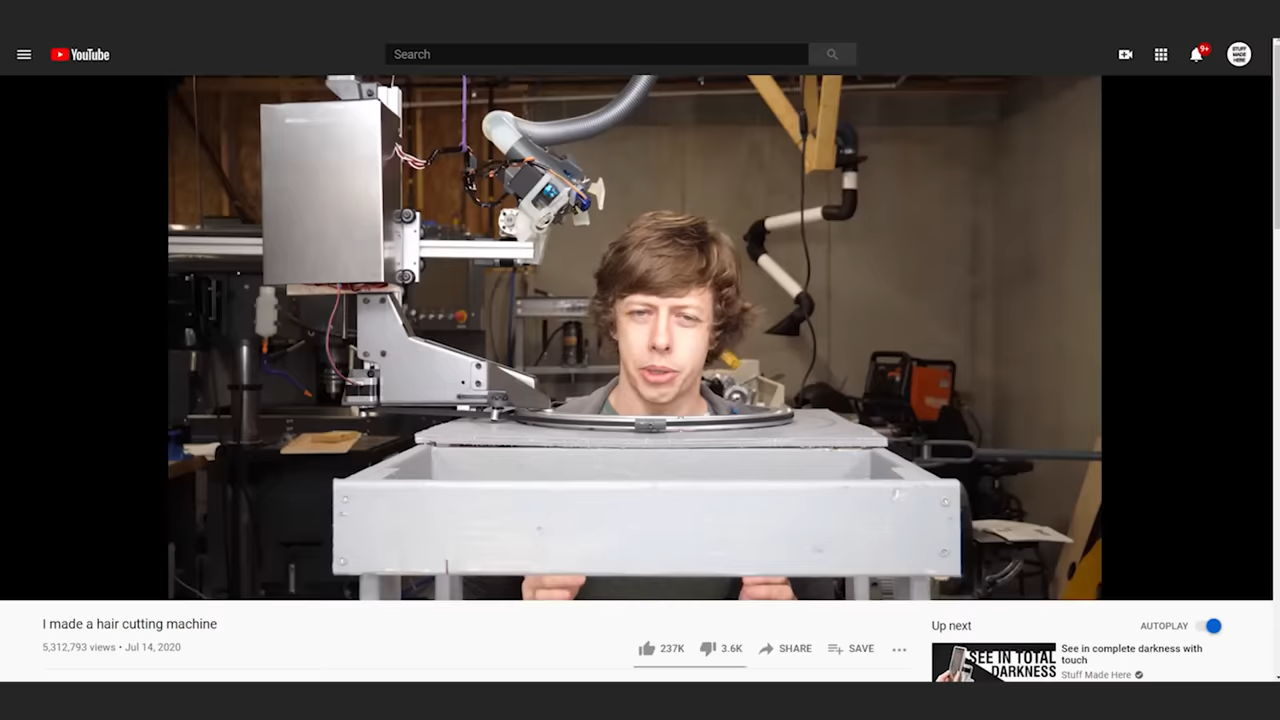 YouTube
Search
9+
STUFF
MADE
HERE
I made a hair cutting machine
5,312,793 views • Jul 14, 2020
237K
3.6K
SHARE
SAVE
Up next
AUTOPLAY
SEE IN TOTAL
DARKNESS
See in complete darkness with
touch
Stuff Made Here